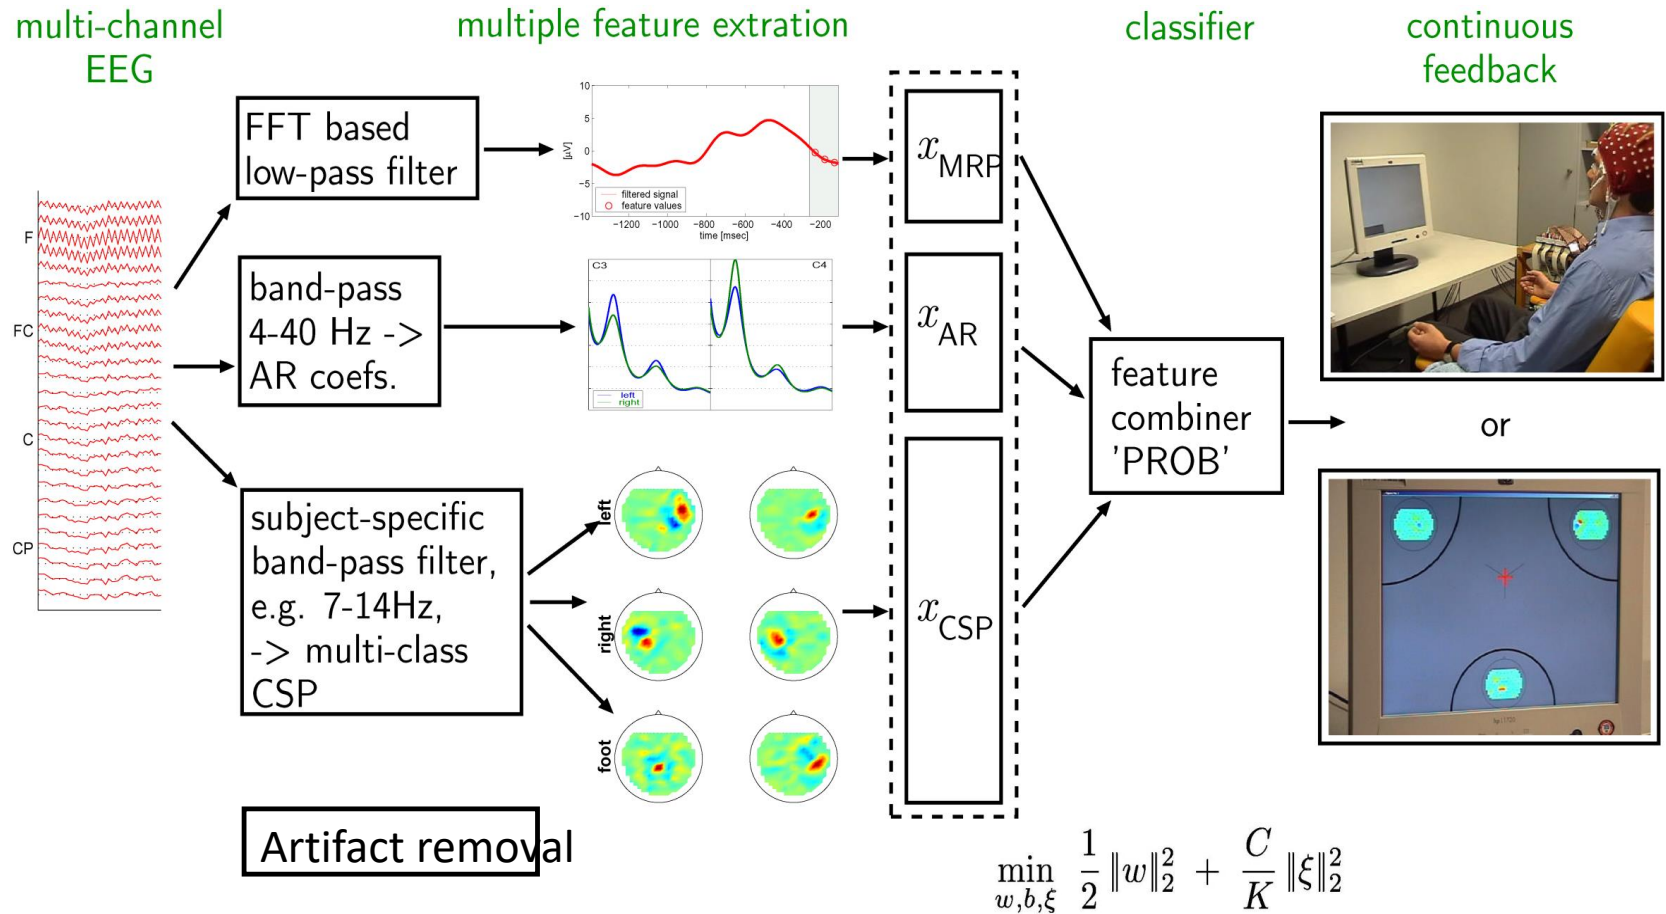 multi-channel
EEG
multiple feature extration
classifier
continuous
feedback
F
FC
C
CP
FFT based
low-pass filter
band-pass
4-40 Hz ->
AR coefs.
subject-specific
band-pass filter,
e.g. 7-14Hz,
-> multi-class
CSP
Artifact removal
[µV]
10
5
0
−5
−10
filtered signal
feature values
−1200 −1000 −800 −600 −400 −200
time [msec]
C3 C4
left
right
left
right
foot
x_MRP
x_AR
x_CSP
feature
combiner
'PROB'
or
min_{w,b,ξ} 1/2 ‖w‖₂² + C/K ‖ξ‖₂²